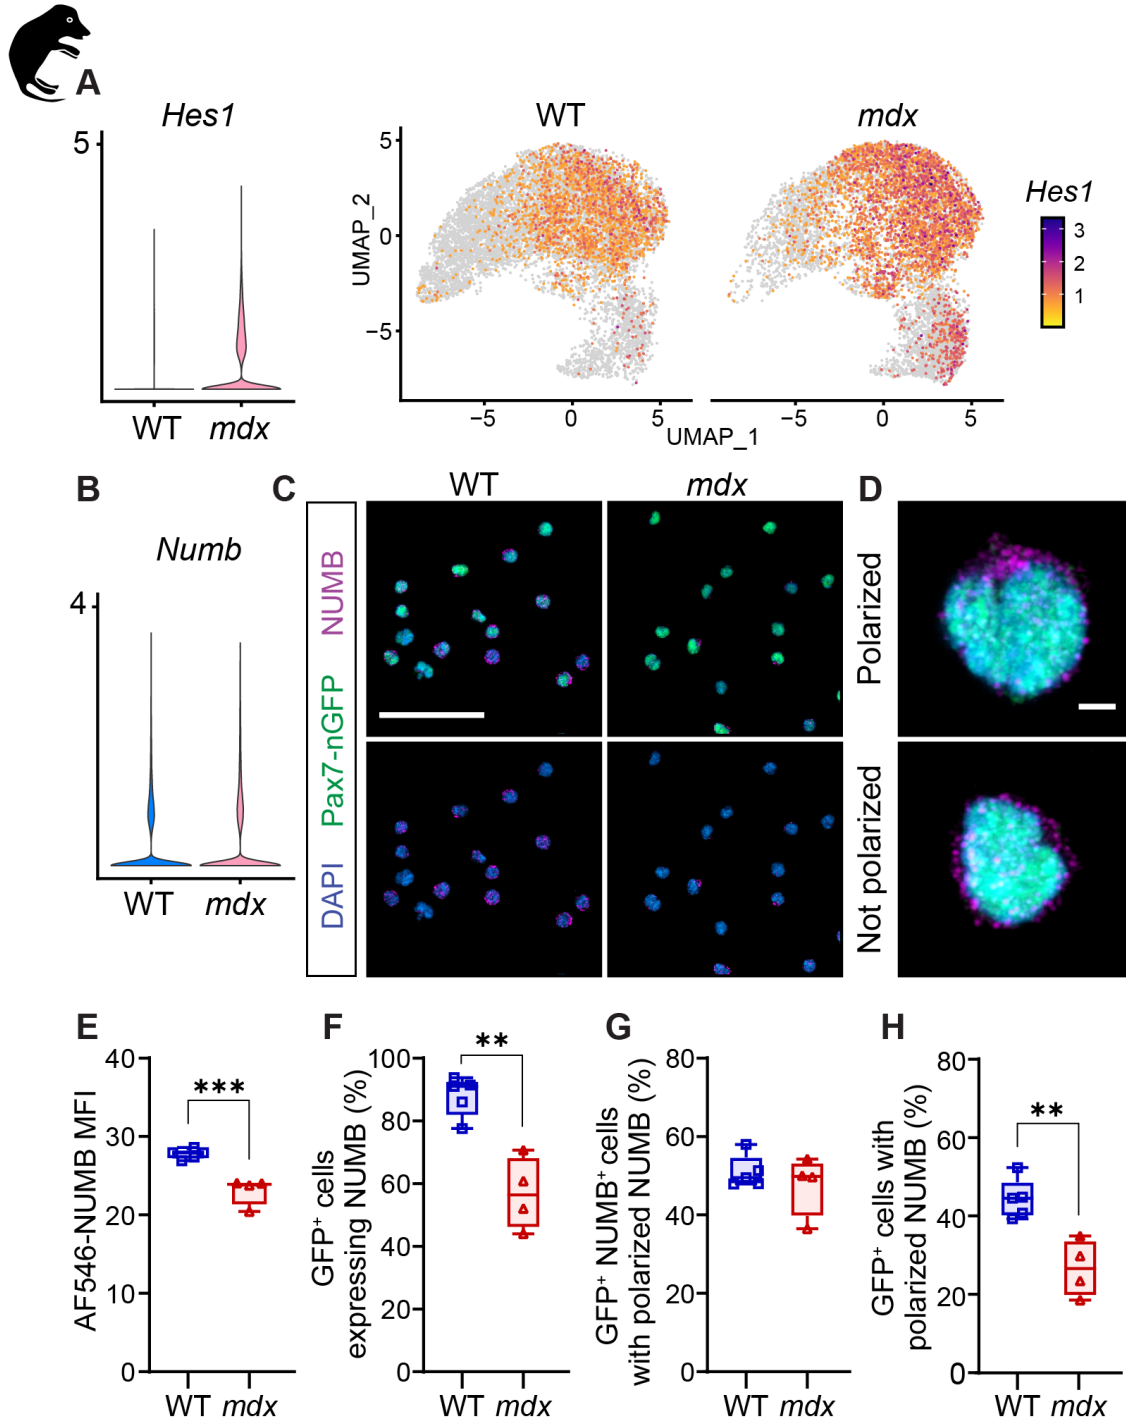 A
Hes1
5
WT
mdx
WT
mdx
UMAP_2
5
0
−5
−5
0
5
−5
0
5
UMAP_1
Hes1
3
2
1
B
Numb
4
WT
mdx
C
WT
mdx
DAPI Pax7-nGFP NUMB
D
Polarized
Not polarized
E
AF546-NUMB MFI
40
30
20
10
0
***
WT
mdx
F
GFP⁺ cells
expressing NUMB (%)
100
80
60
40
20
0
**
WT
mdx
G
GFP⁺ NUMB⁺ cells
with polarized NUMB (%)
80
60
40
20
0
WT
mdx
H
GFP⁺ cells with
polarized NUMB (%)
80
60
40
20
0
**
WT
mdx